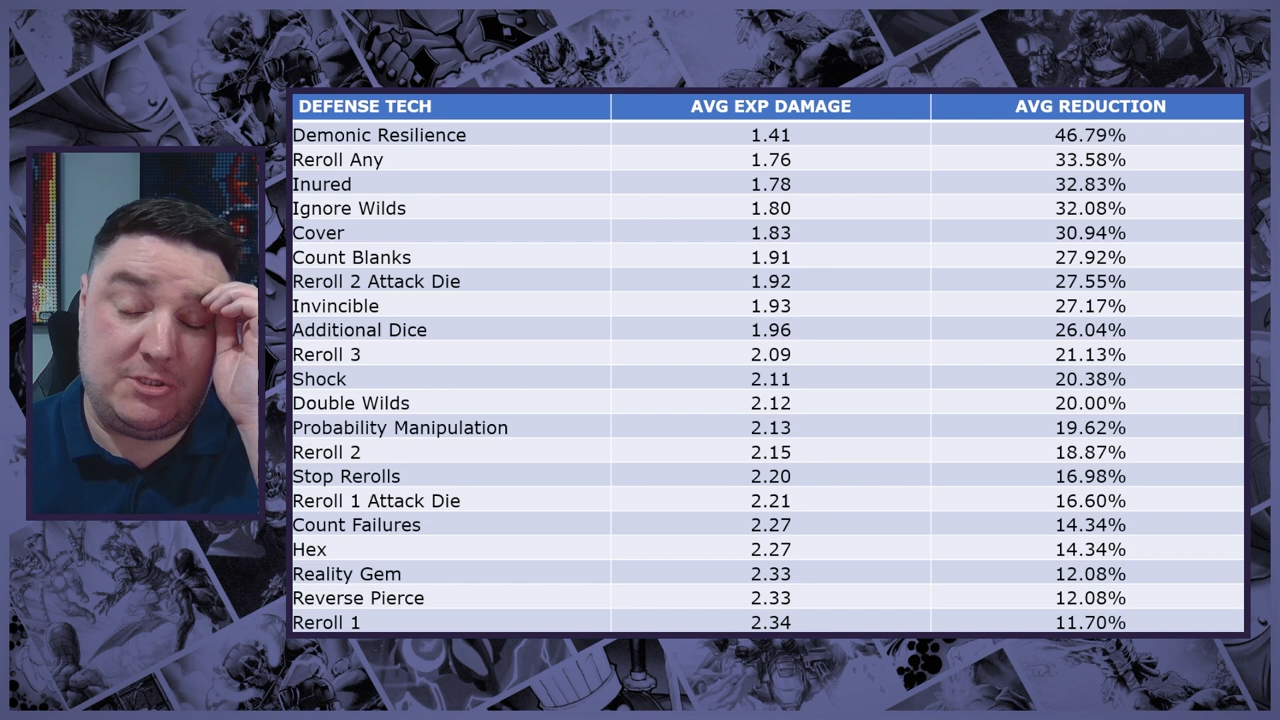 DEFENSE TECH AVG EXP DAMAGE AVG REDUCTION
Demonic Resilience 1.41 46.79%
Reroll Any 1.76 33.58%
Inured 1.78 32.83%
Ignore Wilds 1.80 32.08%
Cover 1.83 30.94%
Count Blanks 1.91 27.92%
Reroll 2 Attack Die 1.92 27.55%
Invincible 1.93 27.17%
Additional Dice 1.96 26.04%
Reroll 3 2.09 21.13%
Shock 2.11 20.38%
Double Wilds 2.12 20.00%
Probability Manipulation 2.13 19.62%
Reroll 2 2.15 18.87%
Stop Rerolls 2.20 16.98%
Reroll 1 Attack Die 2.21 16.60%
Count Failures 2.27 14.34%
Hex 2.27 14.34%
Reality Gem 2.33 12.08%
Reverse Pierce 2.33 12.08%
Reroll 1 2.34 11.70%